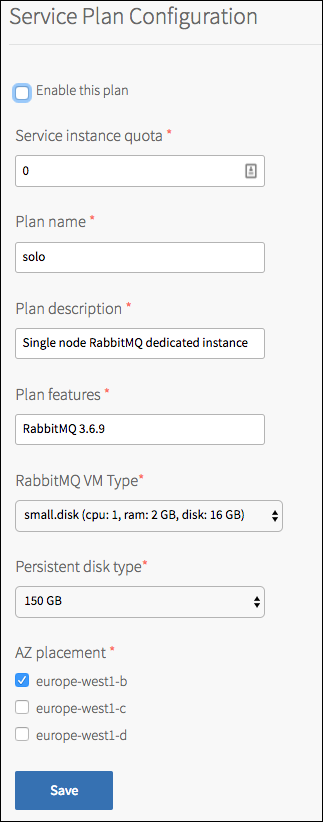 Service Plan Configuration
Enable this plan
Service instance quota *
0
Plan name *
solo
Plan description *
Single node RabbitMQ dedicated instance
Plan features *
RabbitMQ 3.6.9
RabbitMQ VM Type*
small.disk (cpu: 1, ram: 2 GB, disk: 16 GB)
Persistent disk type*
150 GB
AZ placement *
europe-west1-b
europe-west1-c
europe-west1-d
Save